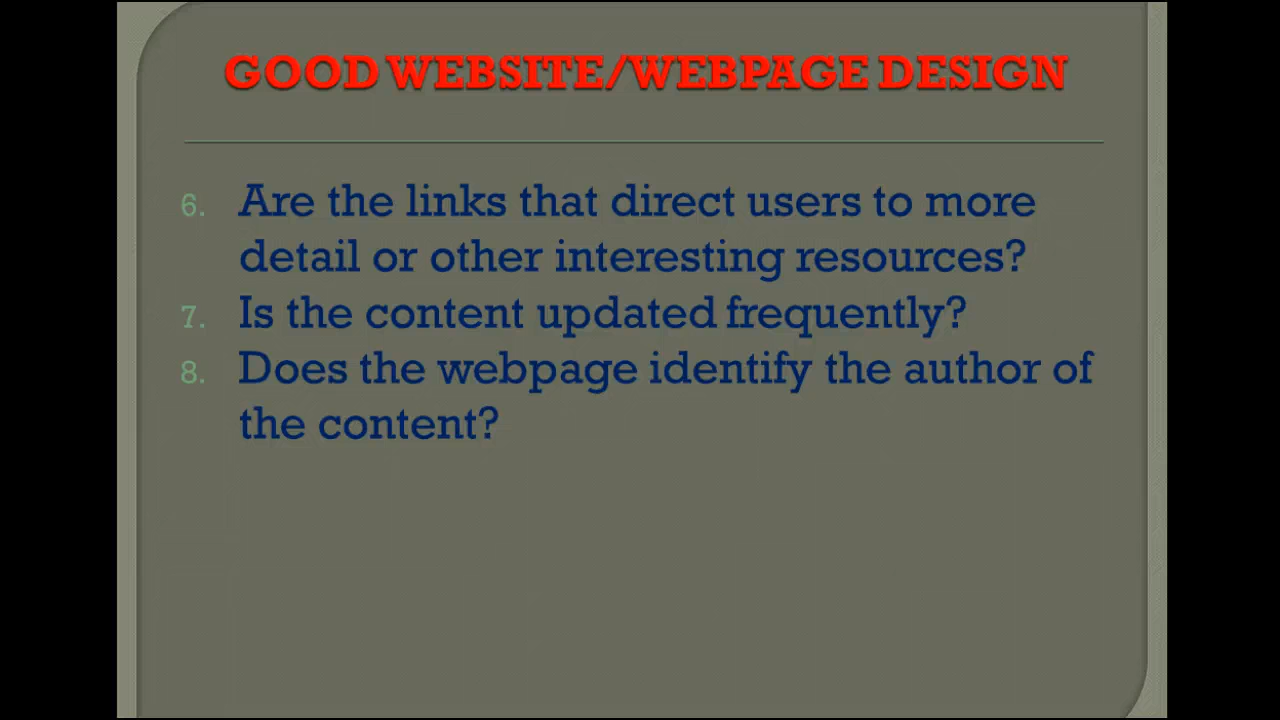 GOOD WEBSITE/WEBPAGE DESIGN
6. Are the links that direct users to more
detail or other interesting resources?
7. Is the content updated frequently?
8. Does the webpage identify the author of
the content?